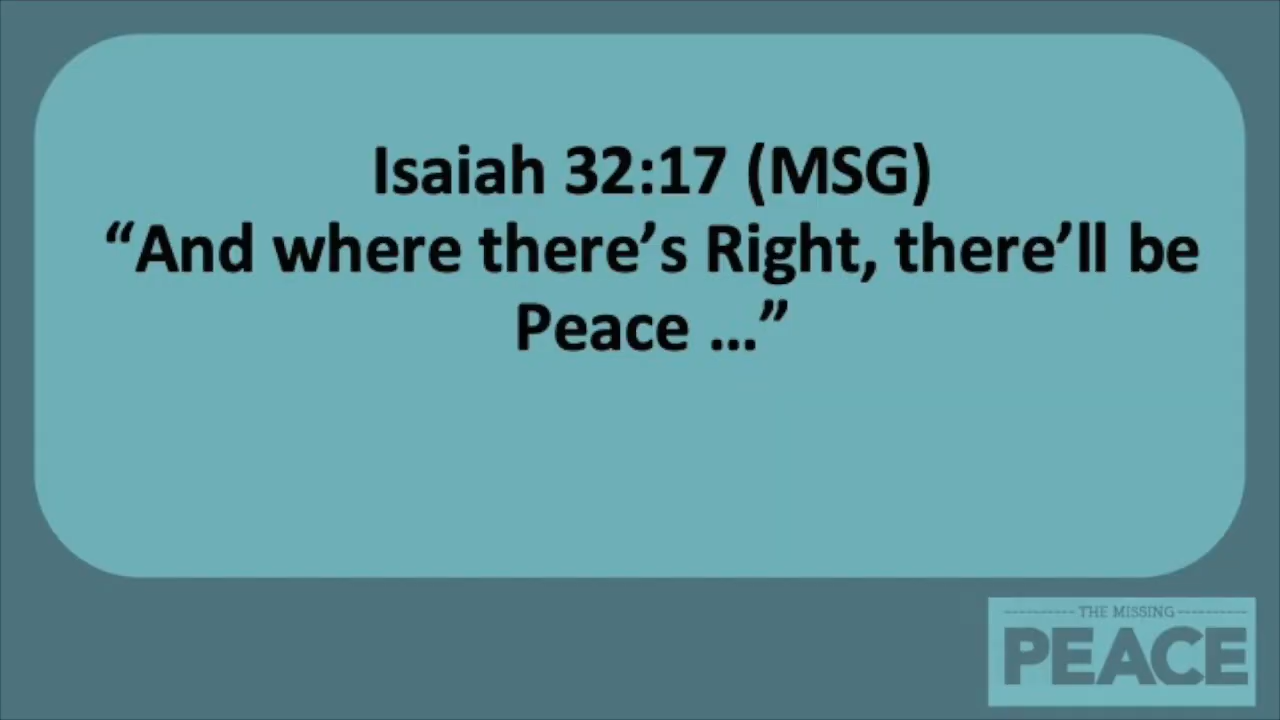 Isaiah 32:17 (MSG)
“And where there’s Right, there’ll be
Peace …”
THE MISSING
PEACE